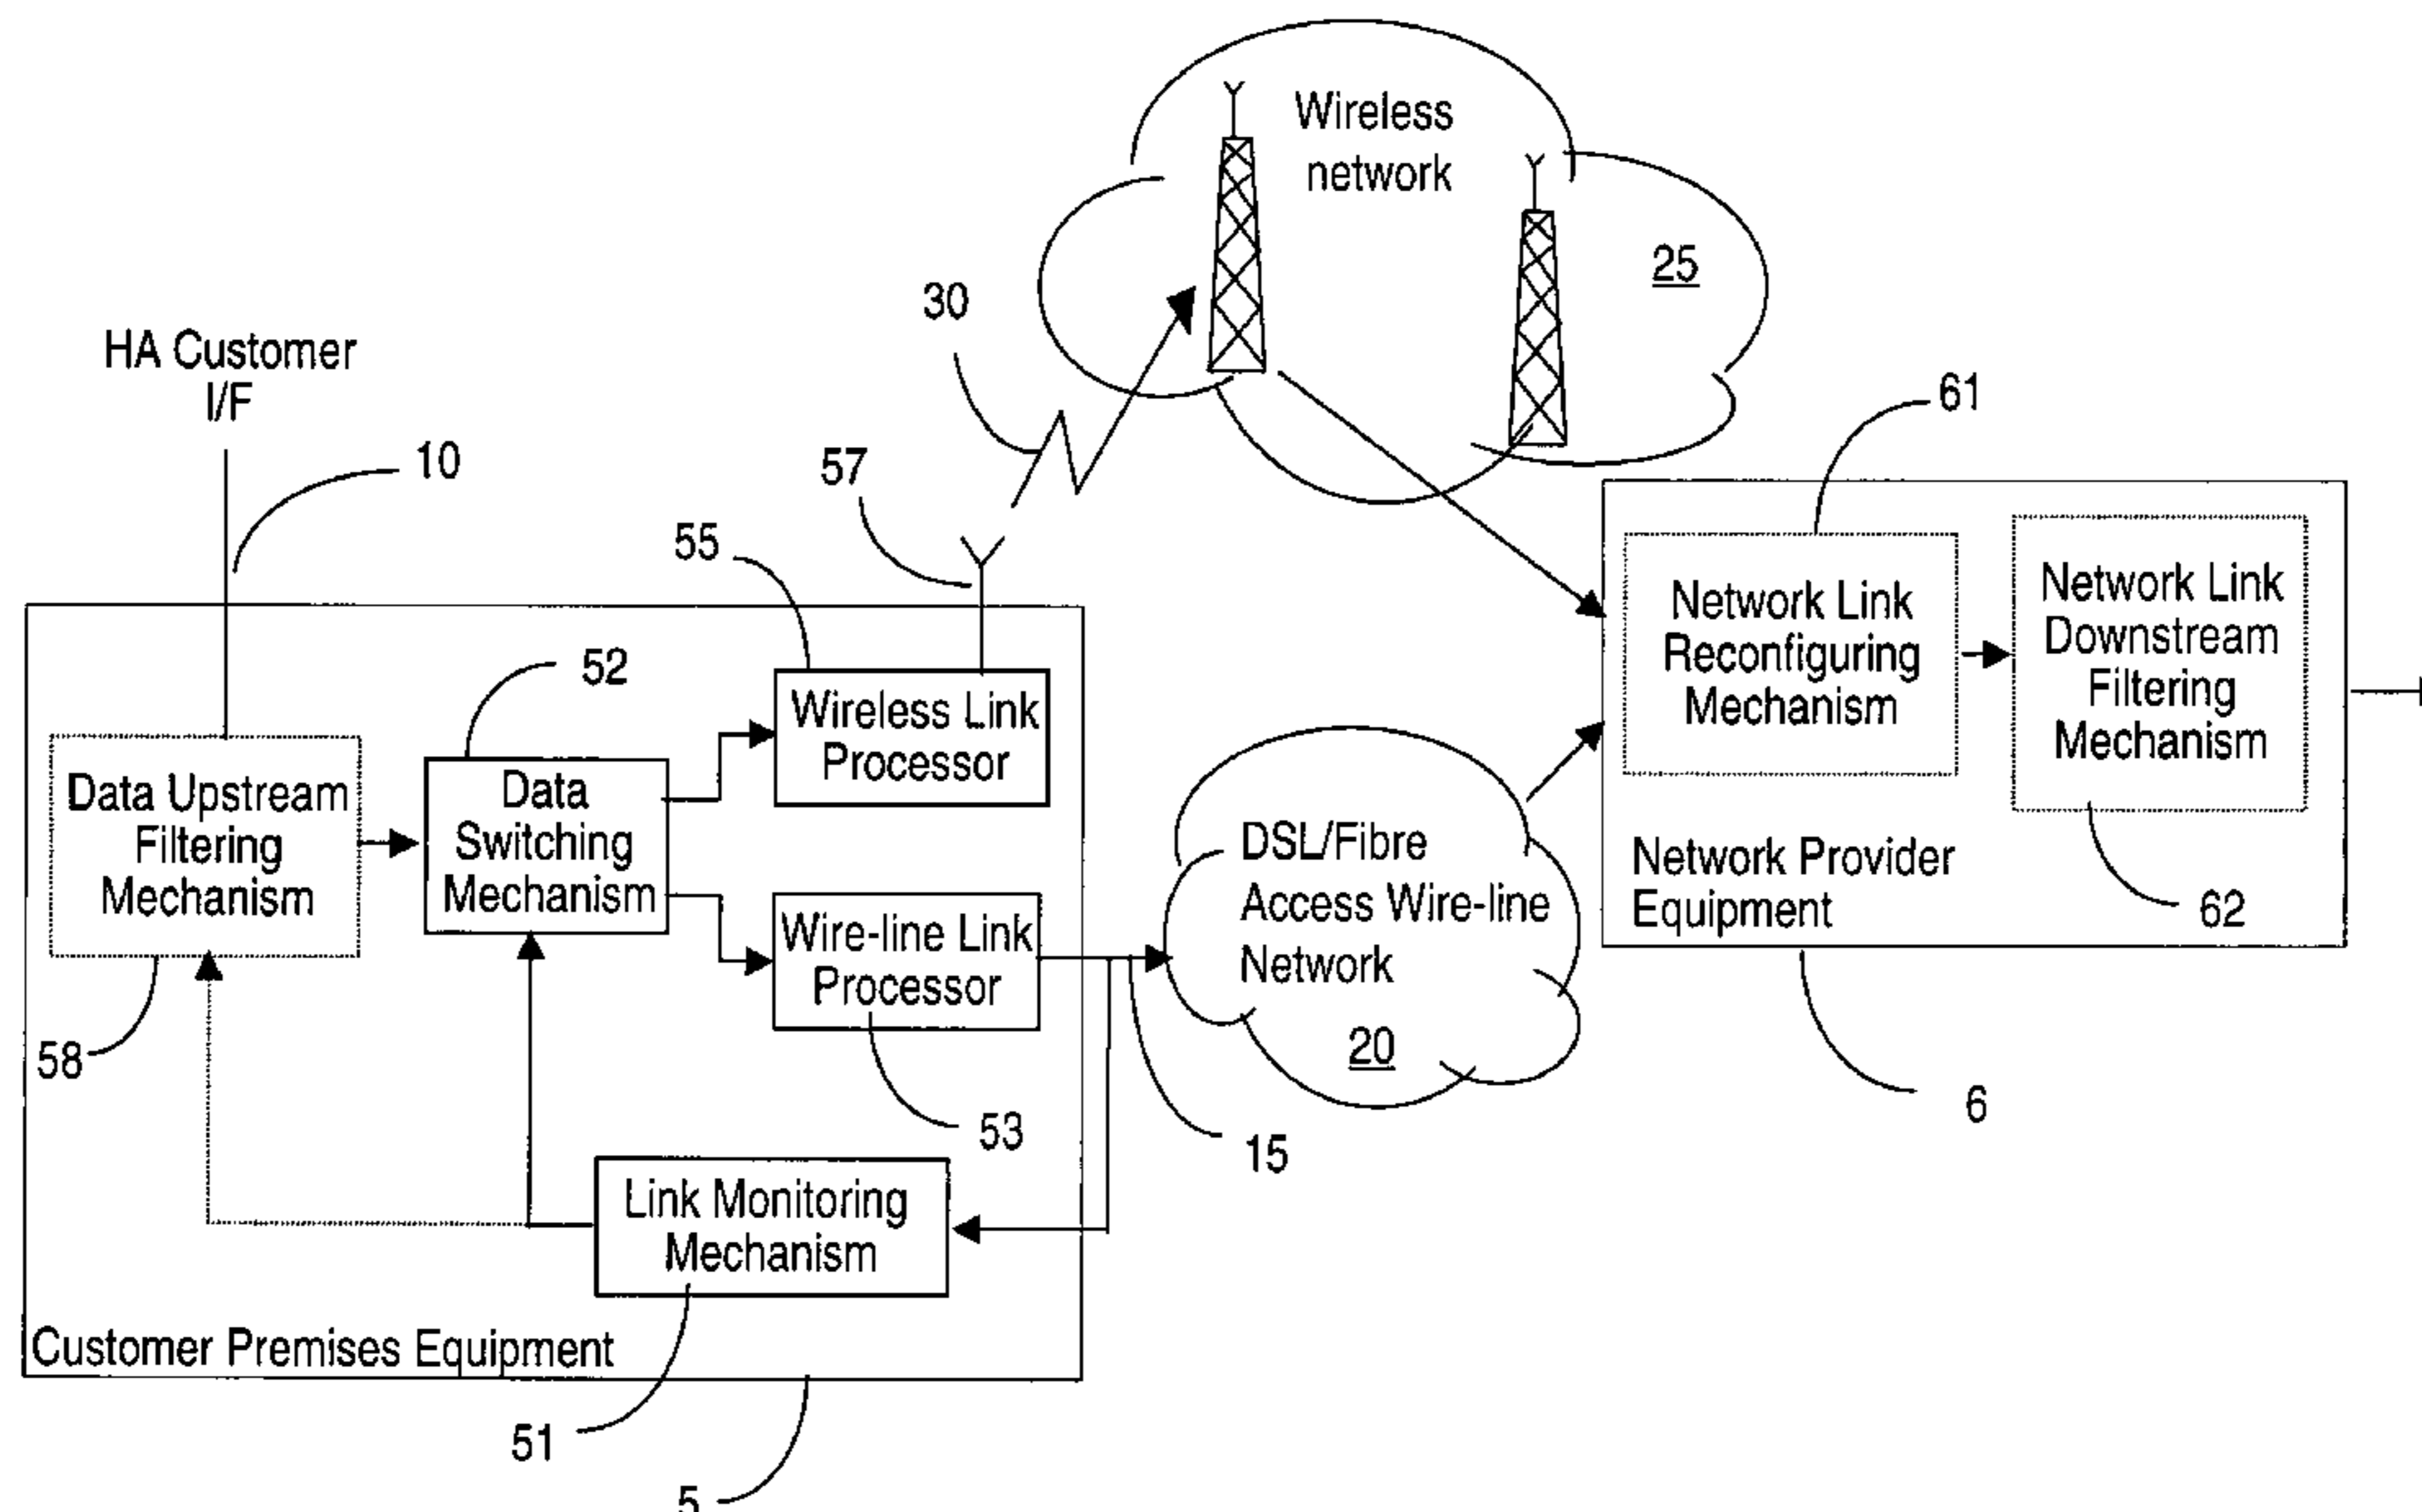 Wireless
network
25
30
HA Customer
I/F
10
57
61
55
52
Network Link
Reconfiguring
Mechanism
Network Link
Downstream
Filtering
Mechanism
Wireless Link
Processor
Data Upstream
Filtering
Mechanism
Data
Switching
Mechanism
DSL/Fibre
Access Wire-line
Network
20
Network Provider
Equipment
62
Wire-line Link
Processor
58
53
15
6
Link Monitoring
Mechanism
Customer Premises Equipment
51
5